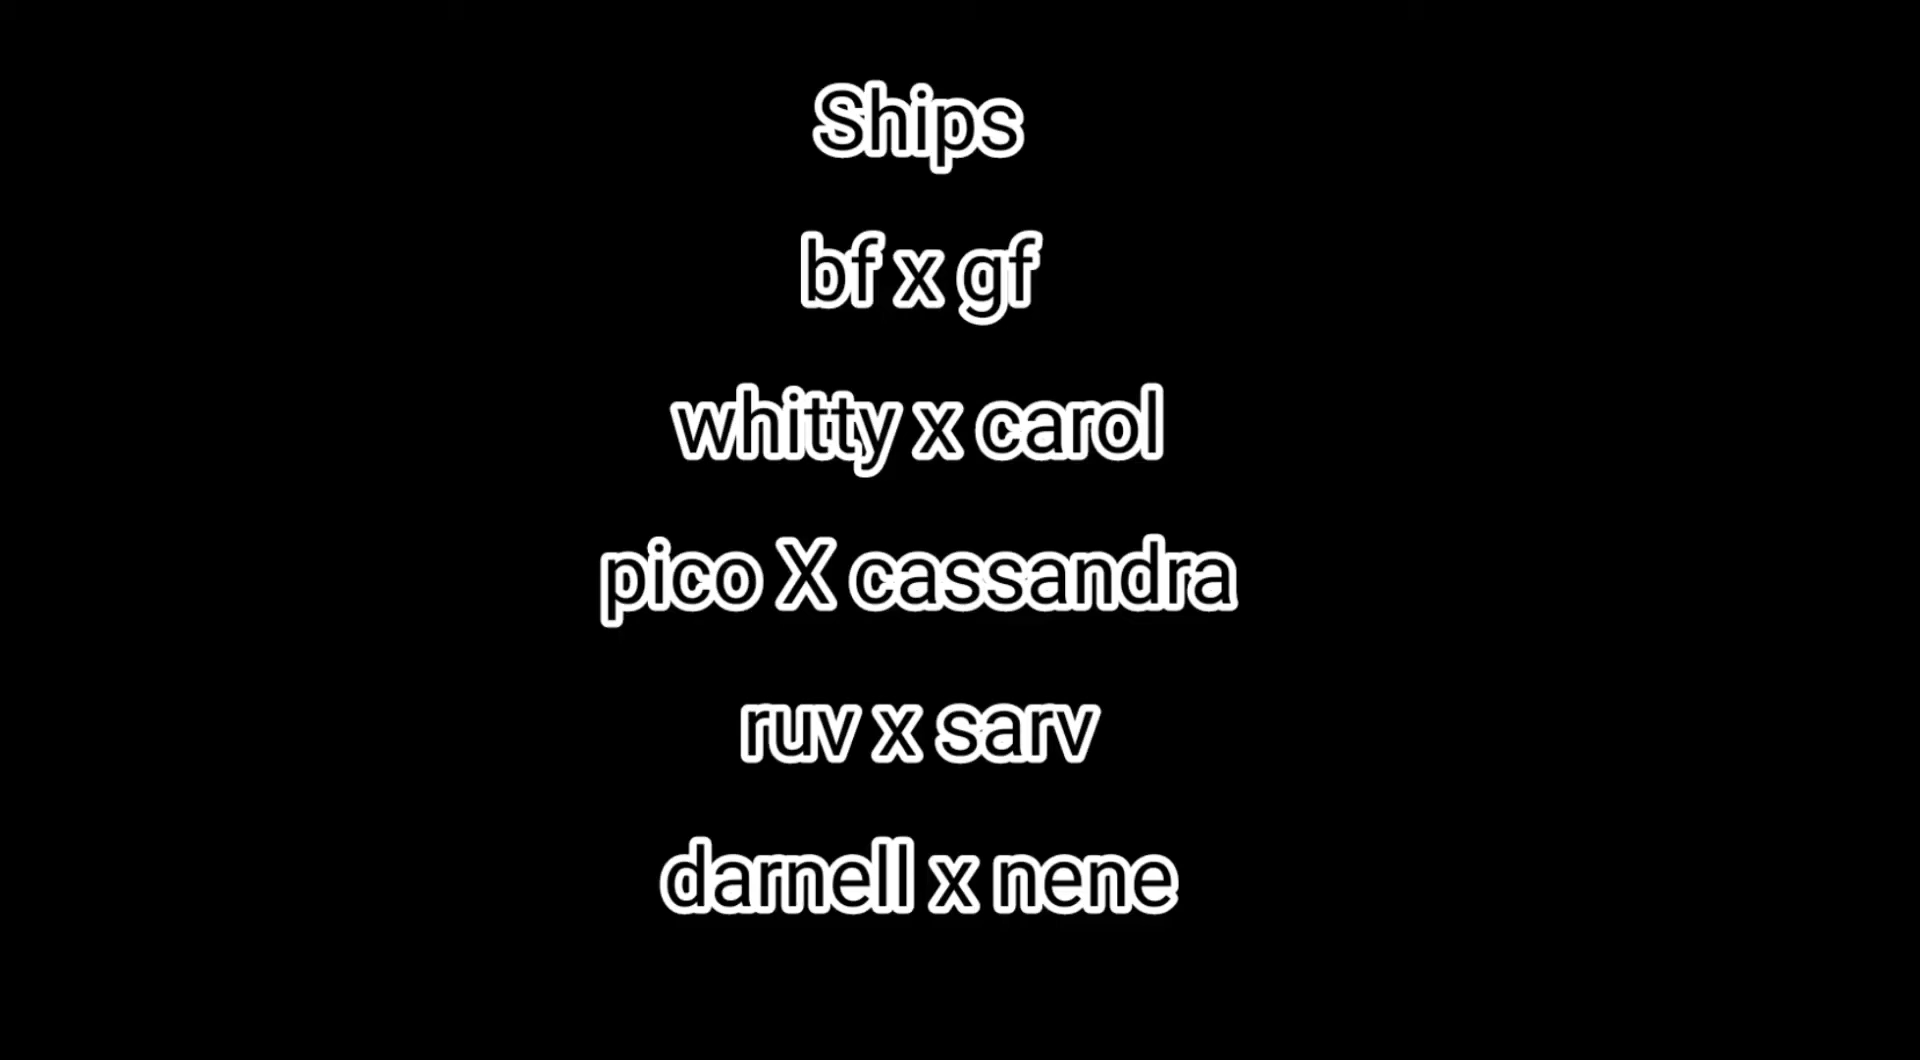 Ships
bf x gf
whitty x carol
pico X cassandra
ruv x sarv
darnell x nene